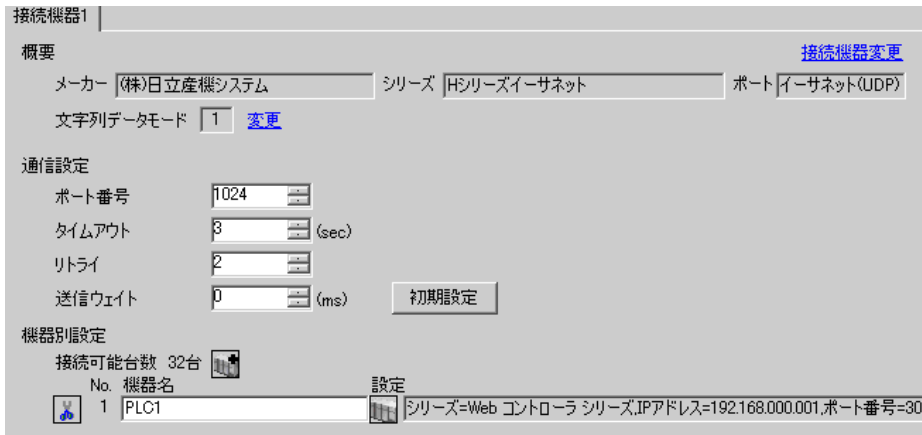 接続機器1
概要 接続機器変更
メーカー (株)日立産機システム シリーズ Hシリーズイーサネット ポート イーサネット(UDP)
文字列データモード 1 変更
通信設定
ポート番号 1024
タイムアウト 3 (sec)
リトライ 2
送信ウェイト 0 (ms) 初期設定
機器別設定
接続可能台数 32台
No. 機器名 設定
1 PLC1 シリーズ=Web コントローラ シリーズ,IPアドレス=192.168.000.001,ポート番号=30